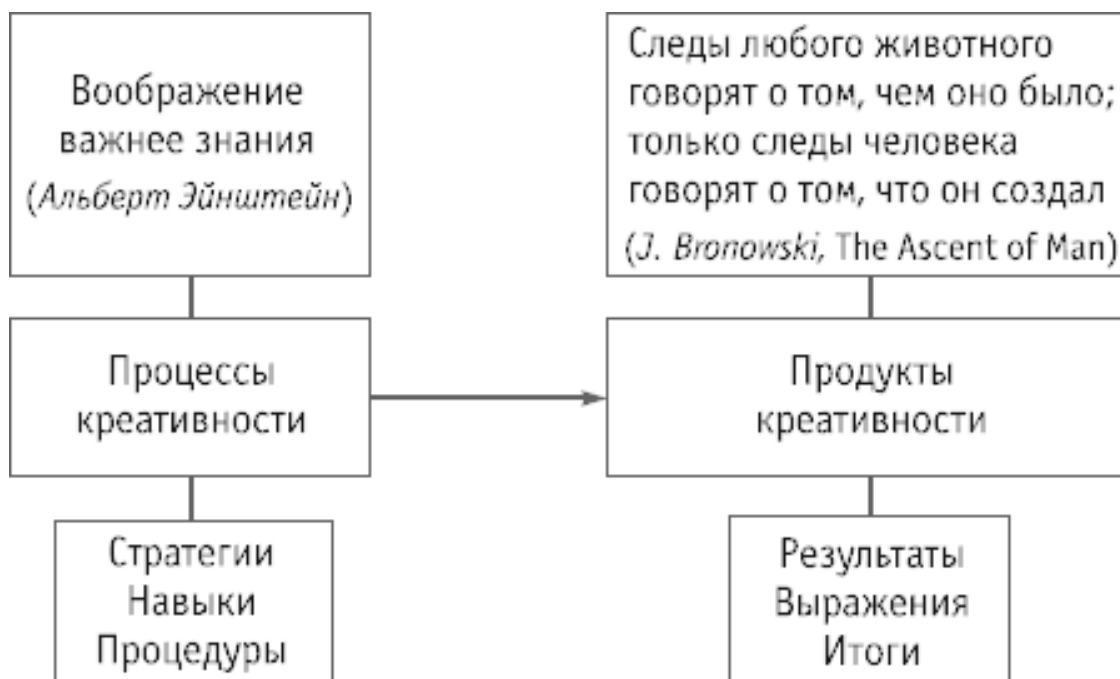 Воображение
важнее знания
(Альберт Эйнштейн)
Следы любого животного
говорят о том, чем оно было;
только следы человека
говорят о том, что он создал
(J. Bronowski, The Ascent of Man)
Процессы
креативности
Продукты
креативности
Стратегии
Навыки
Процедуры
Результаты
Выражения
Итоги